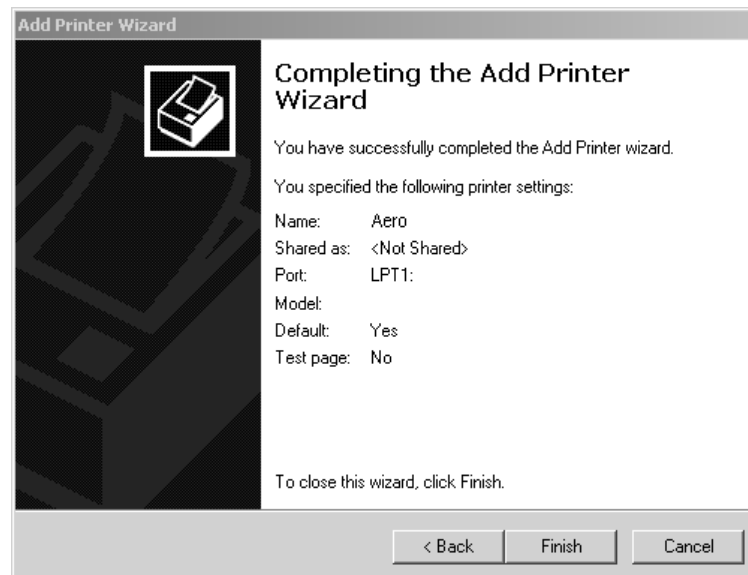 Add Printer Wizard
Completing the Add Printer
Wizard
You have successfully completed the Add Printer wizard.
You specified the following printer settings:
Name: Aero
Shared as: <Not Shared>
Port: LPT1:
Model:
Default: Yes
Test page: No
To close this wizard, click Finish.
< Back Finish Cancel